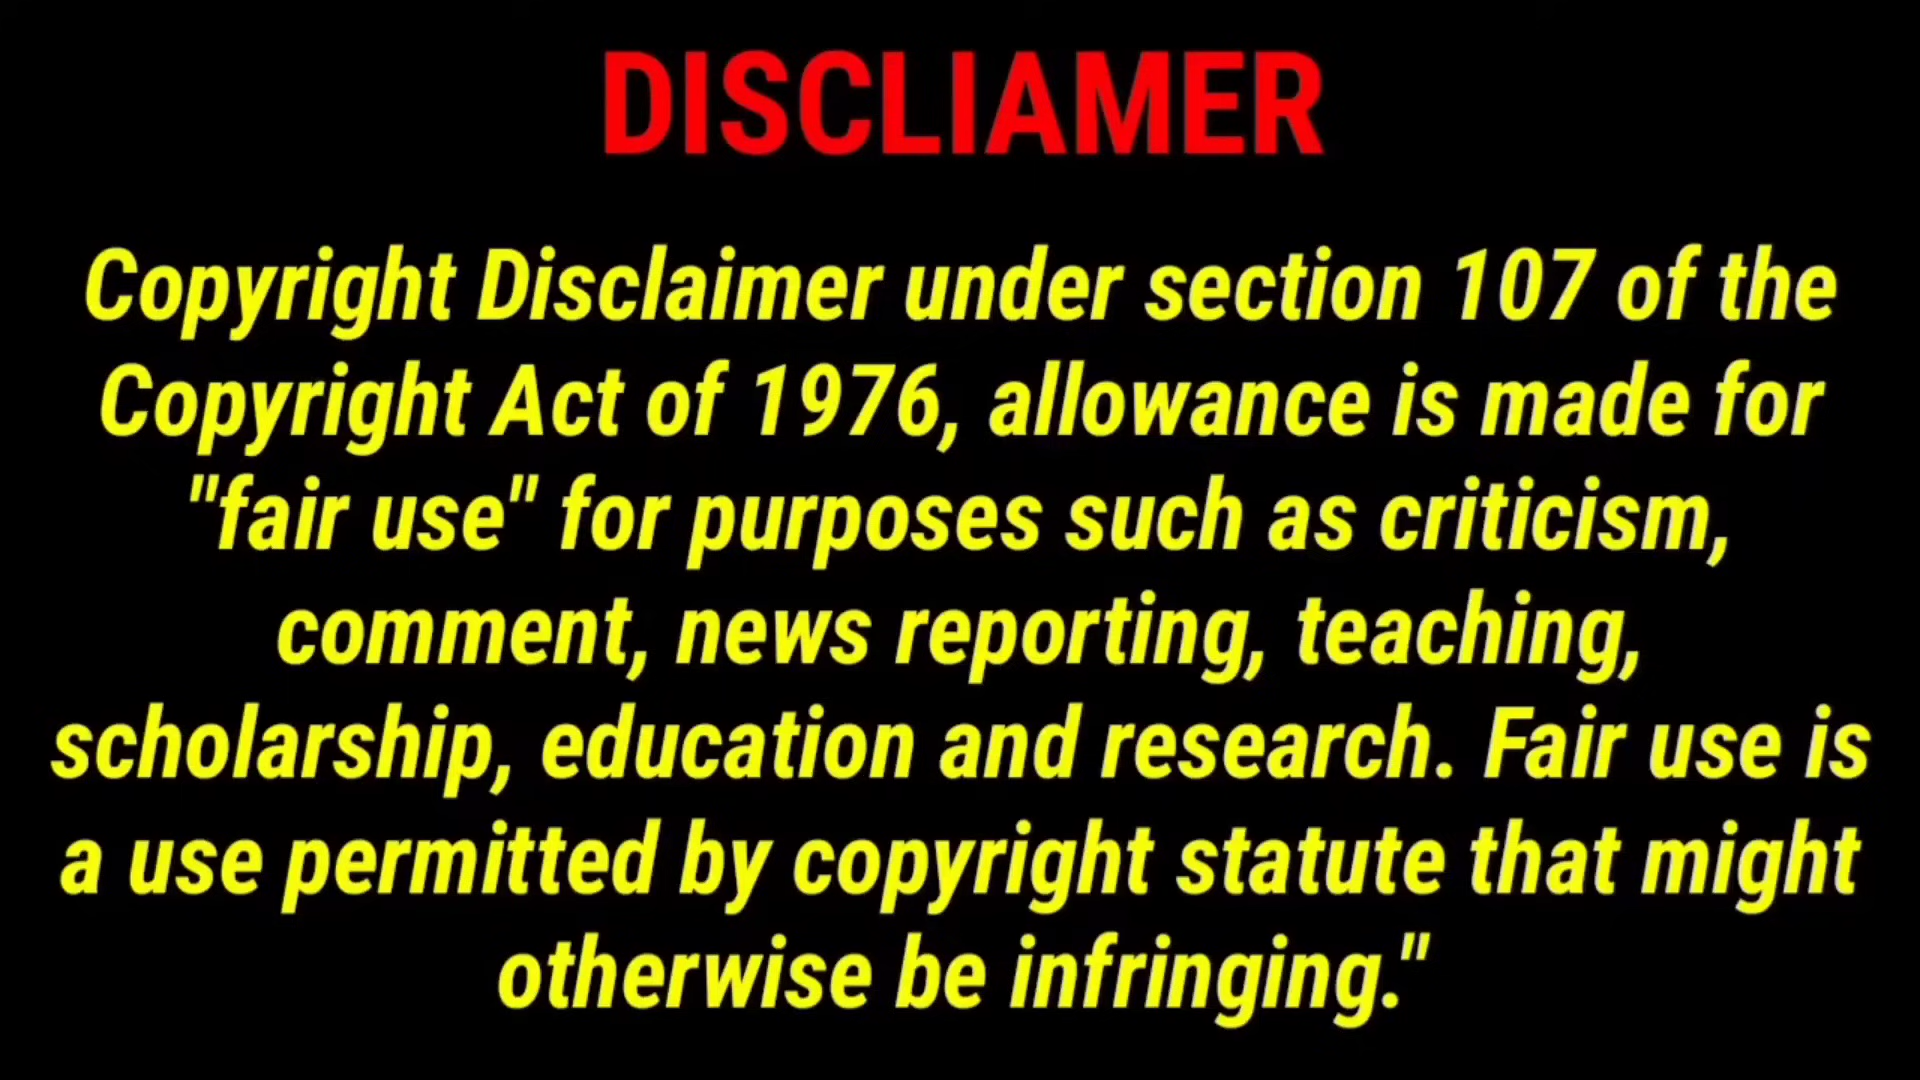 DISCLIAMER
Copyright Disclaimer under section 107 of the
Copyright Act of 1976, allowance is made for
"fair use" for purposes such as criticism,
comment, news reporting, teaching,
scholarship, education and research. Fair use is
a use permitted by copyright statute that might
otherwise be infringing."